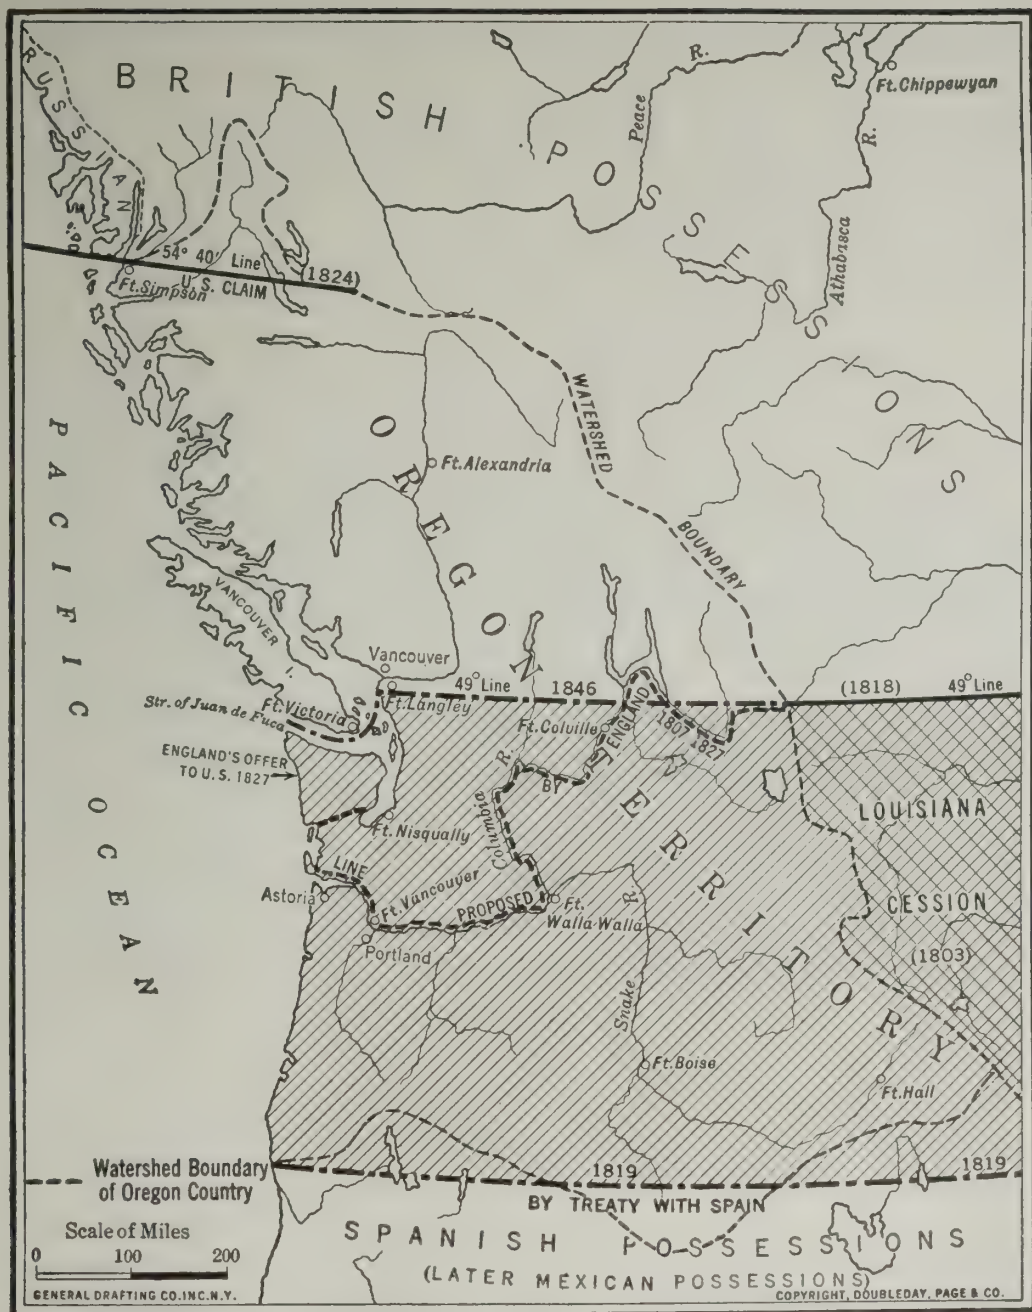 RUSSIAN
BRITISH
POSSESSIONS
Peace
R.
Ft.Chippewyan
Athabasca
R.
54° 40' Line
(1824)
Ft.Simpson
U.S. CLAIM
WATERSHED
BOUNDARY
OREGON
TERRITORY
Ft.Alexandria
PACIFIC
OCEAN
VANCOUVER
I.
Vancouver
49° Line
1846
(1818)
49° Line
Ft.Langley
Ft.Victoria
Str. of Juan de Fuca
Ft.Colville
ENGLAND
1807
1827
ENGLAND'S OFFER
TO U.S. 1827
R.
BY
Columbia
LOUISIANA
CESSION
(1803)
Ft.Nisqually
LINE
Ft.Vancouver
PROPOSED
Astoria
Ft.
Walla Walla
R.
Portland
Snake
Ft.Boise
Ft.Hall
Watershed Boundary
of Oregon Country
1819
1819
BY TREATY WITH SPAIN
Scale of Miles
0 100 200
SPANISH POSSESSIONS
(LATER MEXICAN POSSESSIONS)
GENERAL DRAFTING CO.INC.N.Y.
COPYRIGHT, DOUBLEDAY, PAGE & CO.